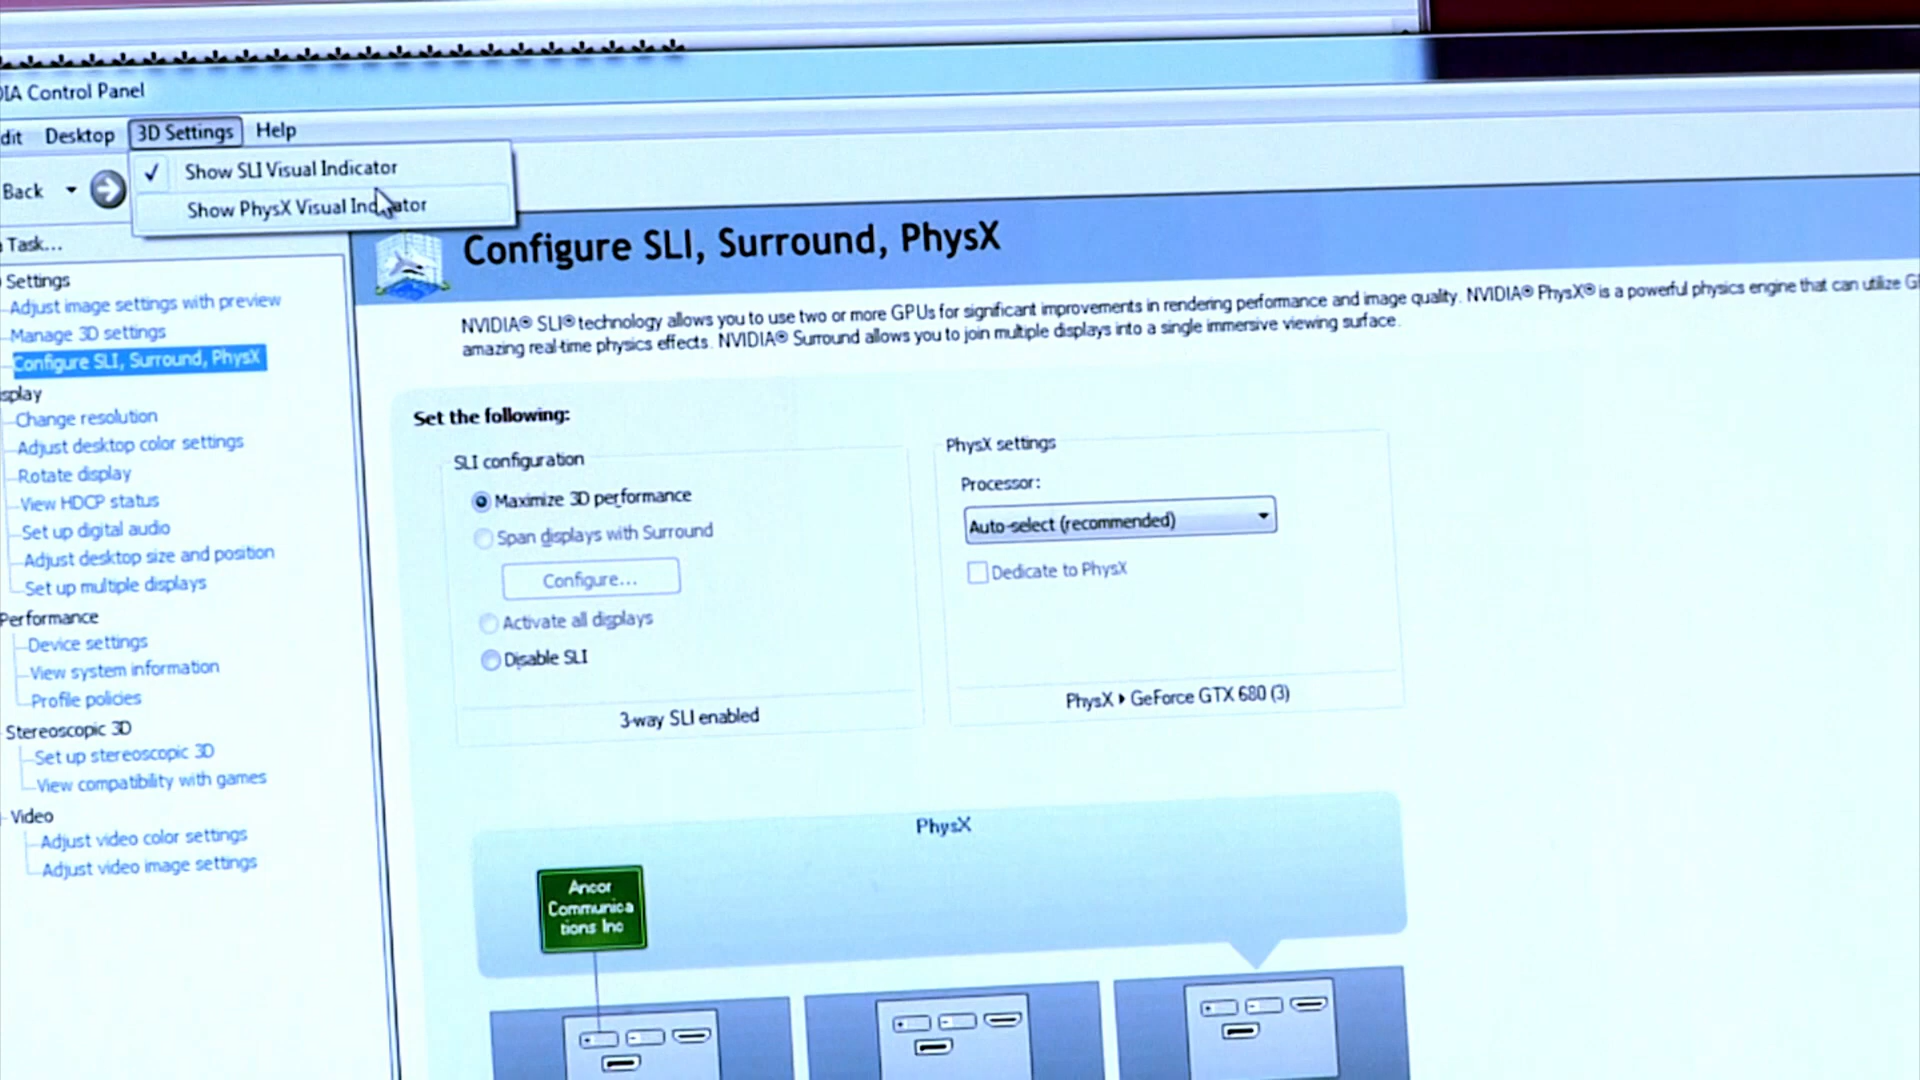 DIA Control Panel
dit Desktop 3D Settings Help
Show SLI Visual Indicator
Back
Show PhysX Visual Indicator
Task...
Configure SLI, Surround, PhysX
Settings
Adjust image settings with preview
Manage 3D settings
Configure SLI, Surround, PhysX
splay
Change resolution
Adjust desktop color settings
Rotate display
View HDCP status
Set up digital audio
Adjust desktop size and position
Set up multiple displays
Performance
Device settings
View system information
Profile policies
Stereoscopic 3D
Set up stereoscopic 3D
View compatibility with games
Video
Adjust video color settings
Adjust video image settings
NVIDIA® SLI® technology allows you to use two or more GPUs for significant improvements in rendering performance and image quality. NVIDIA® PhysX® is a powerful physics engine that can utilize G
amazing real-time physics effects. NVIDIA® Surround allows you to join multiple displays into a single immersive viewing surface.
Set the following:
SLI configuration
Maximize 3D performance
Span displays with Surround
Configure...
Activate all displays
Disable SLI
3-way SLI enabled
PhysX settings
Processor:
Auto-select (recommended)
Dedicate to PhysX
PhysX GeForce GTX 680 (3)
PhysX
Ancor
Communica
tions Inc